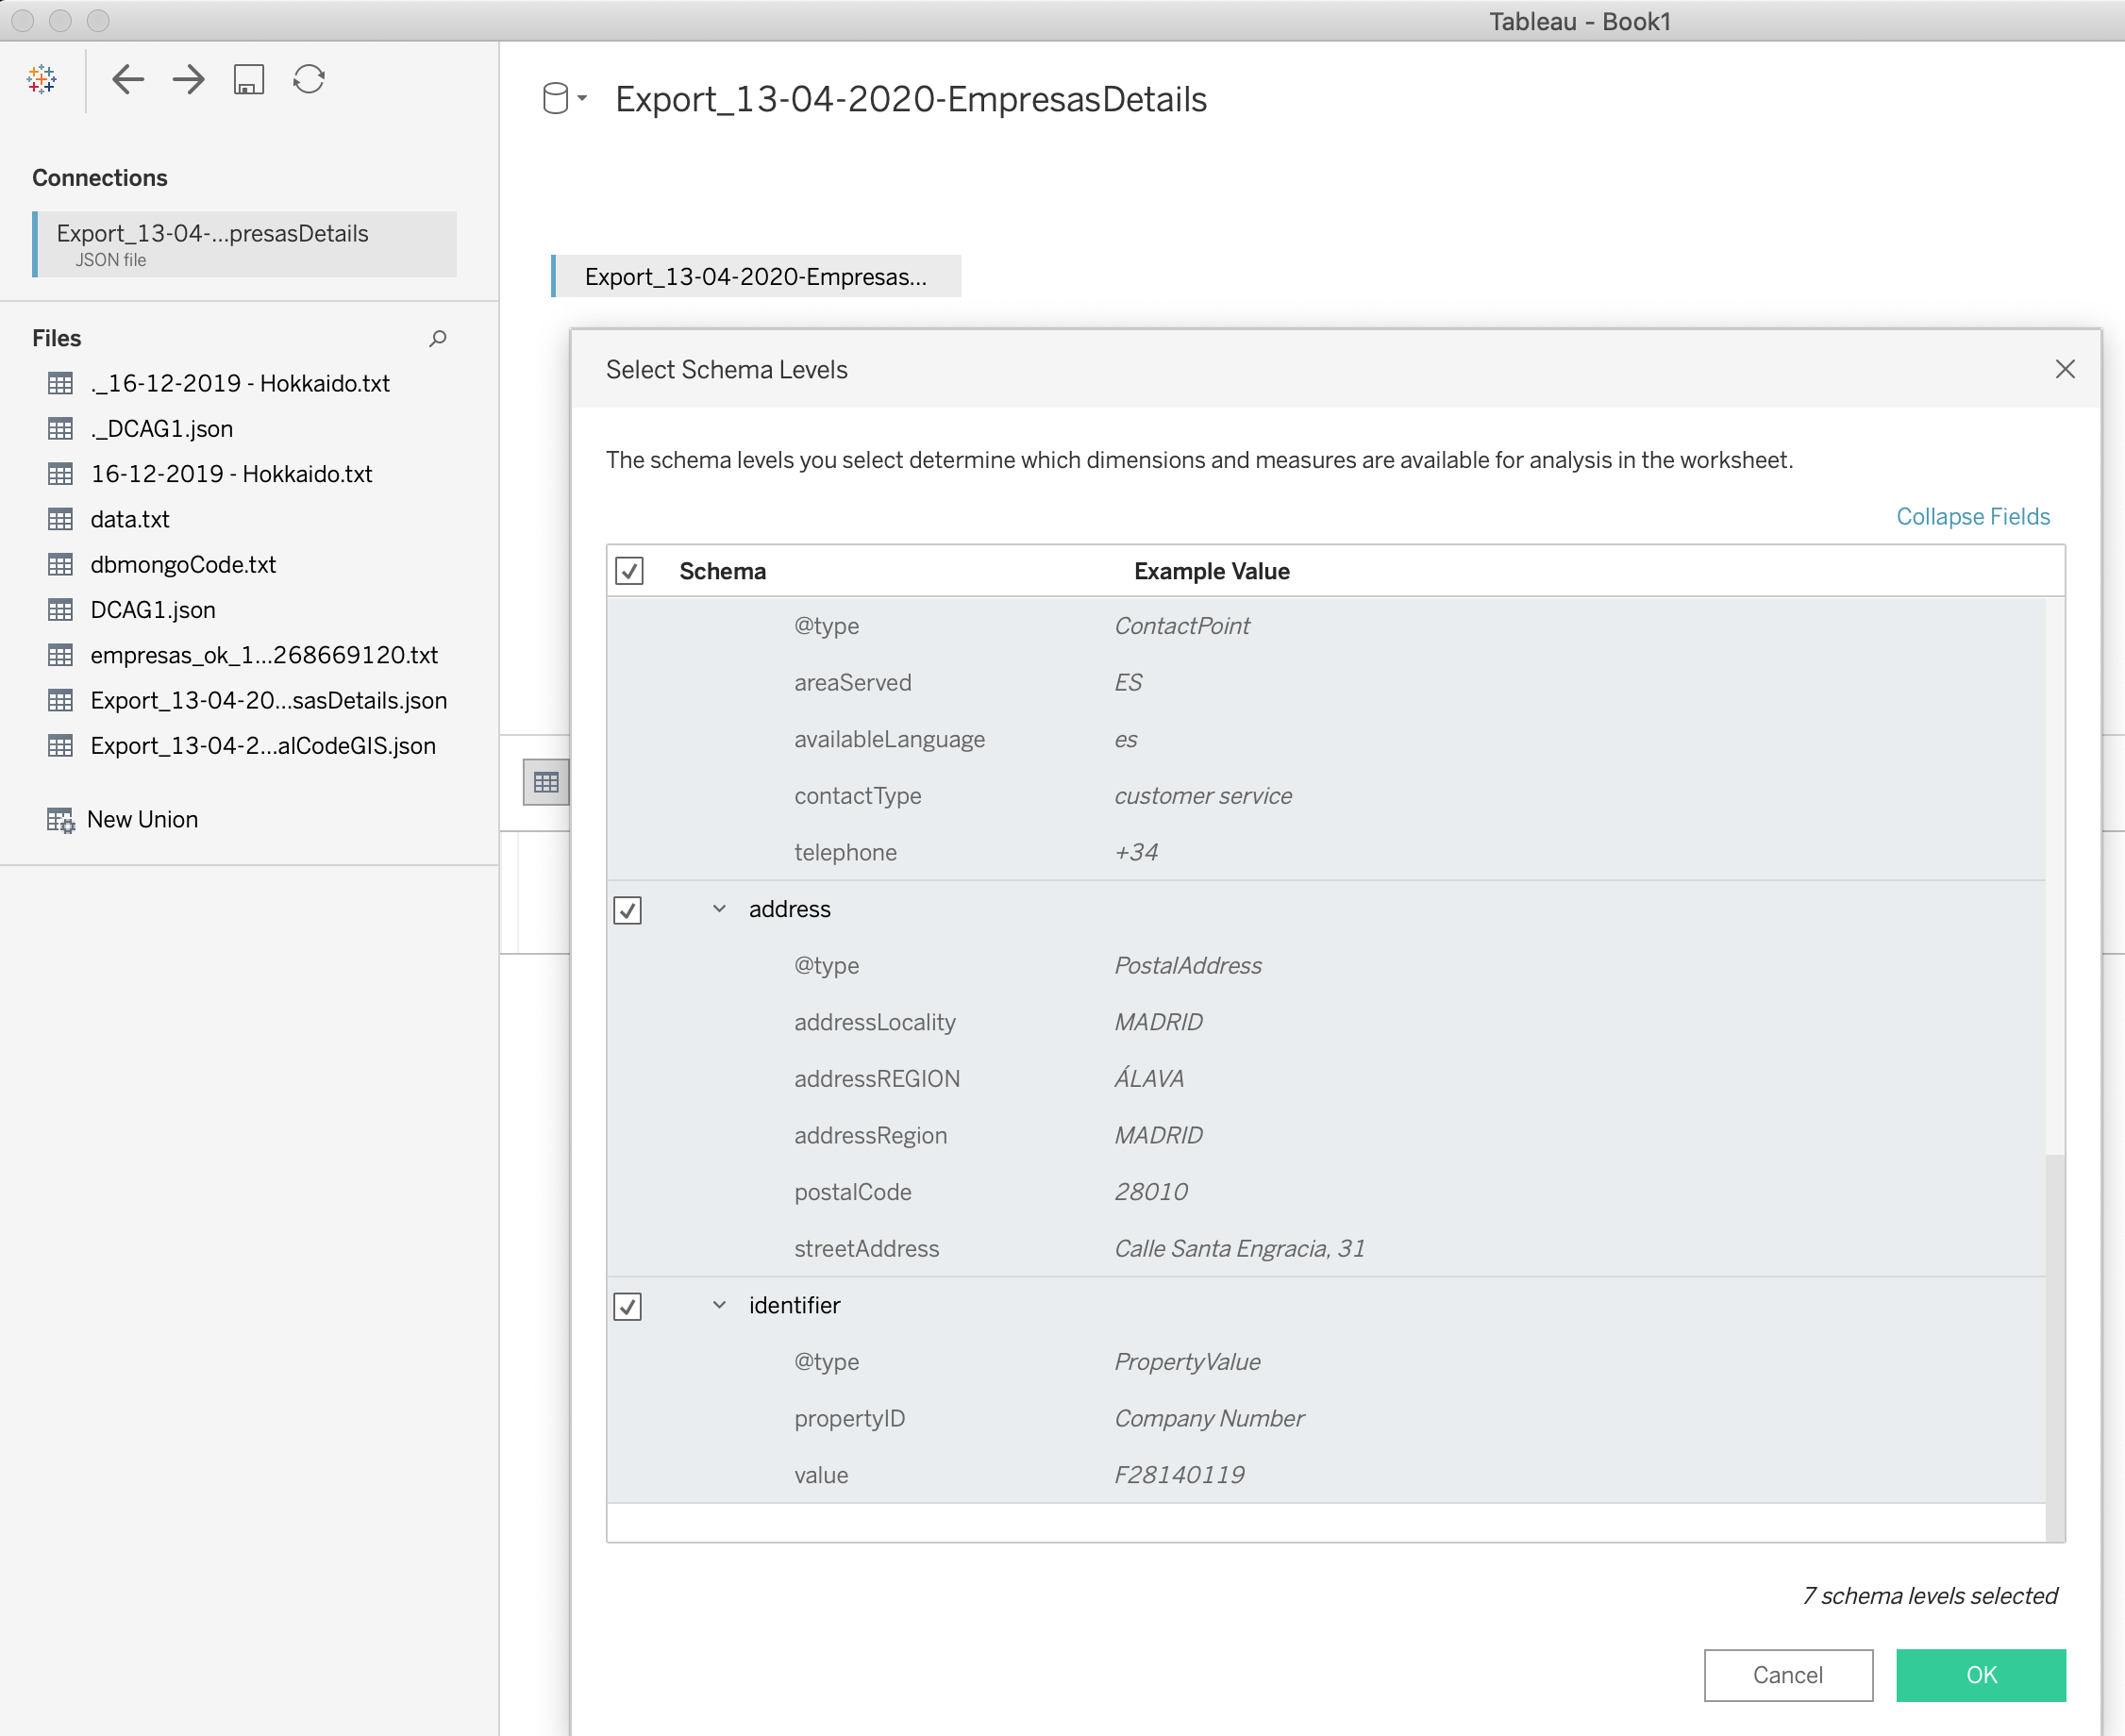 Tableau - Book1
Export_13-04-2020-EmpresasDetails
Connections
Export_13-04-...presasDetails
JSON file
Export_13-04-2020-Empresas...
Files
._16-12-2019 - Hokkaido.txt
._DCAG1.json
16-12-2019 - Hokkaido.txt
data.txt
dbmongoCode.txt
DCAG1.json
empresas_ok_1...268669120.txt
Export_13-04-20...sasDetails.json
Export_13-04-2...alCodeGIS.json
New Union
Select Schema Levels
The schema levels you select determine which dimensions and measures are available for analysis in the worksheet.
Collapse Fields
Schema Example Value
@type ContactPoint
areaServed ES
availableLanguage es
contactType customer service
telephone +34
address
@type PostalAddress
addressLocality MADRID
addressREGION ÁLAVA
addressRegion MADRID
postalCode 28010
streetAddress Calle Santa Engracia, 31
identifier
@type PropertyValue
propertyID Company Number
value F28140119
7 schema levels selected
Cancel OK